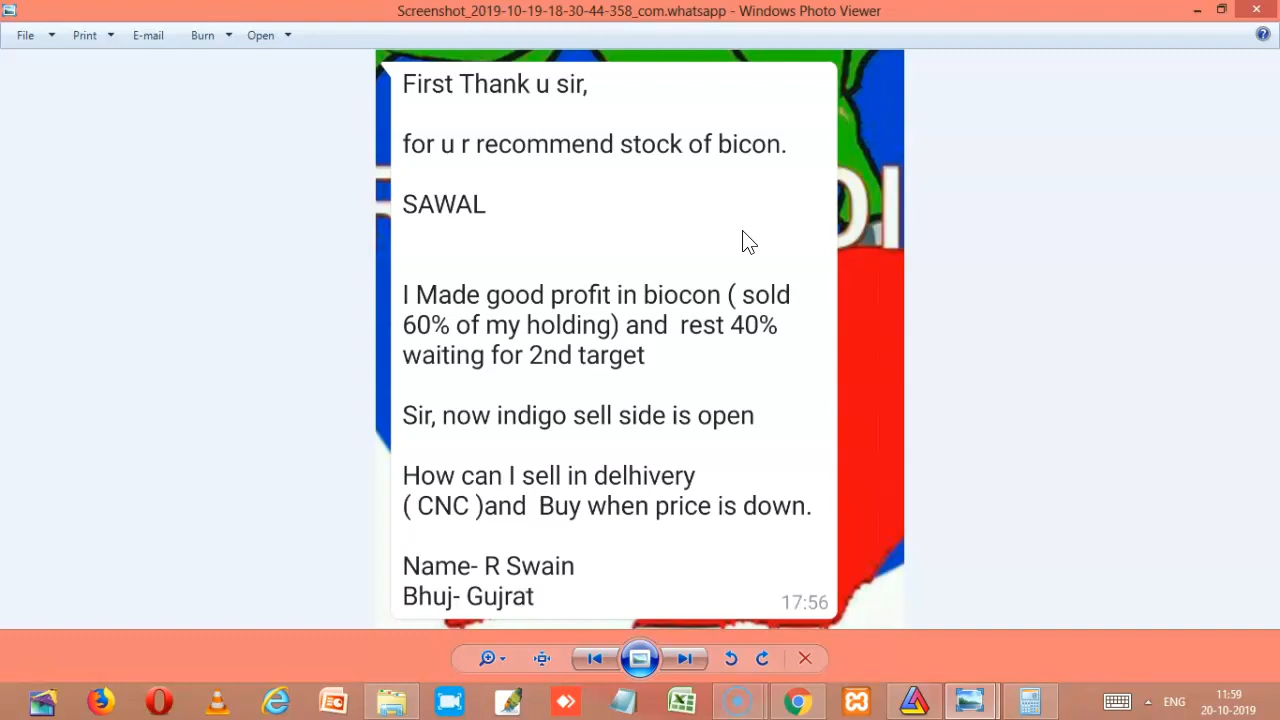 Screenshot_2019-10-19-18-30-44-358_com.whatsapp - Windows Photo Viewer
File Print E-mail Burn Open
First Thank u sir,
for u r recommend stock of bicon.
SAWAL
I Made good profit in biocon ( sold
60% of my holding) and rest 40%
waiting for 2nd target
Sir, now indigo sell side is open
How can I sell in delhivery
( CNC )and Buy when price is down.
Name- R Swain
Bhuj- Gujrat
17:56
ENG
11:59
20-10-2019